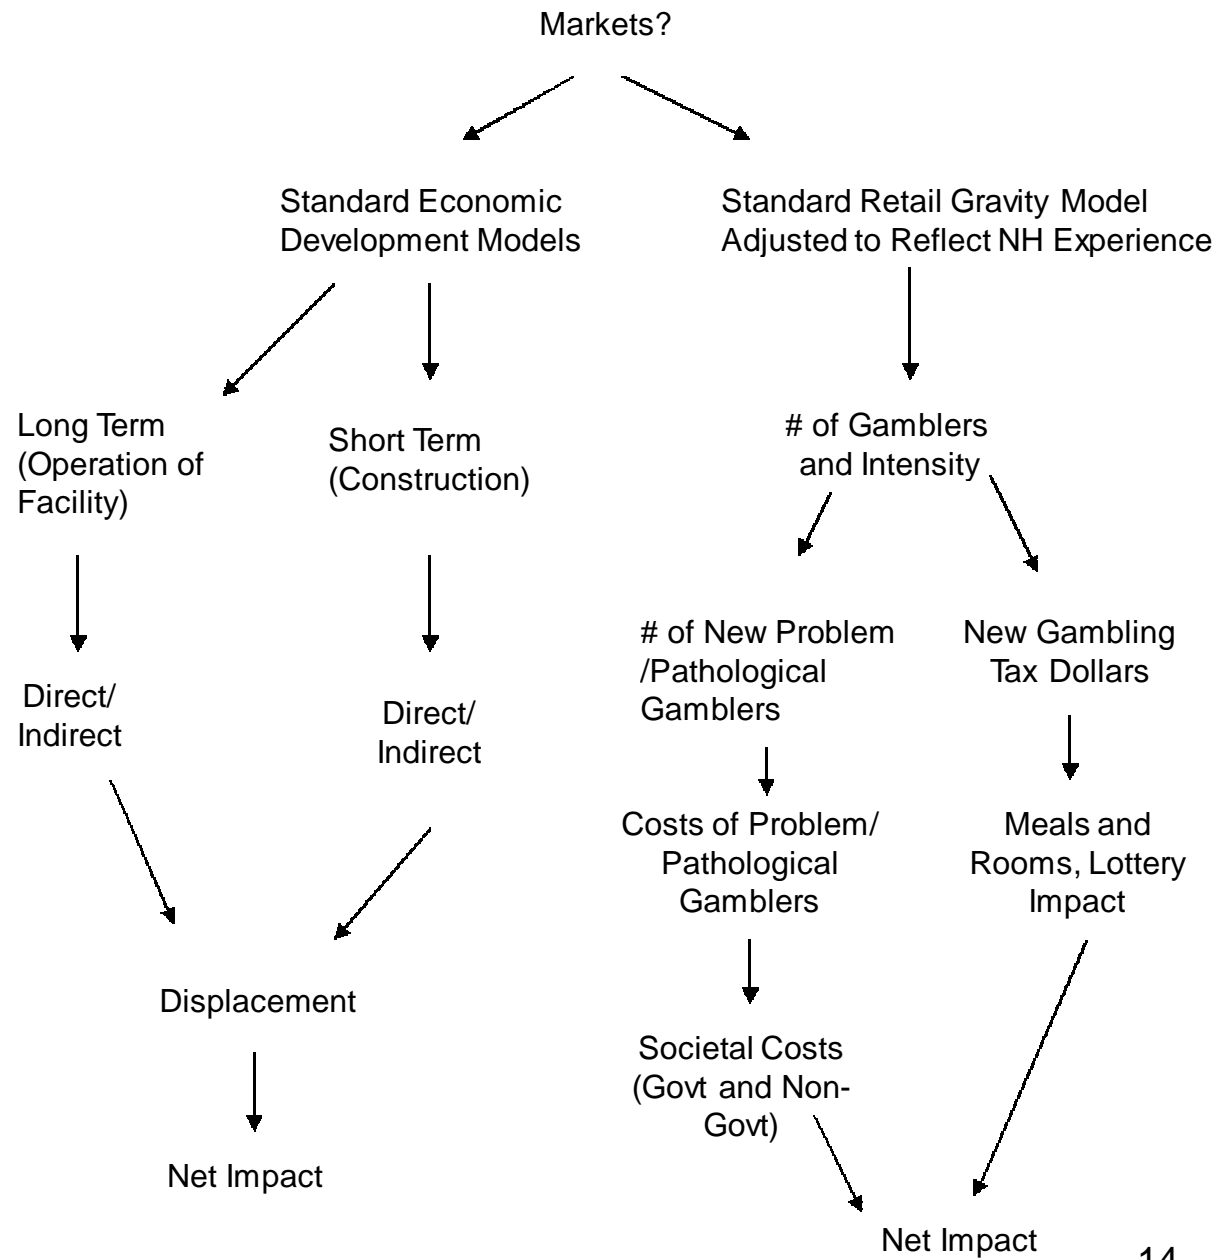 Markets?
Standard Economic
Development Models
Standard Retail Gravity Model
Adjusted to Reflect NH Experience
Long Term
(Operation of
Facility)
Short Term
(Construction)
# of Gamblers
and Intensity
# of New Problem
/Pathological
Gamblers
New Gambling
Tax Dollars
Direct/
Indirect
Direct/
Indirect
Costs of Problem/
Pathological
Gamblers
Meals and
Rooms, Lottery
Impact
Displacement
Societal Costs
(Govt and Non-
Govt)
Net Impact
Net Impact
14